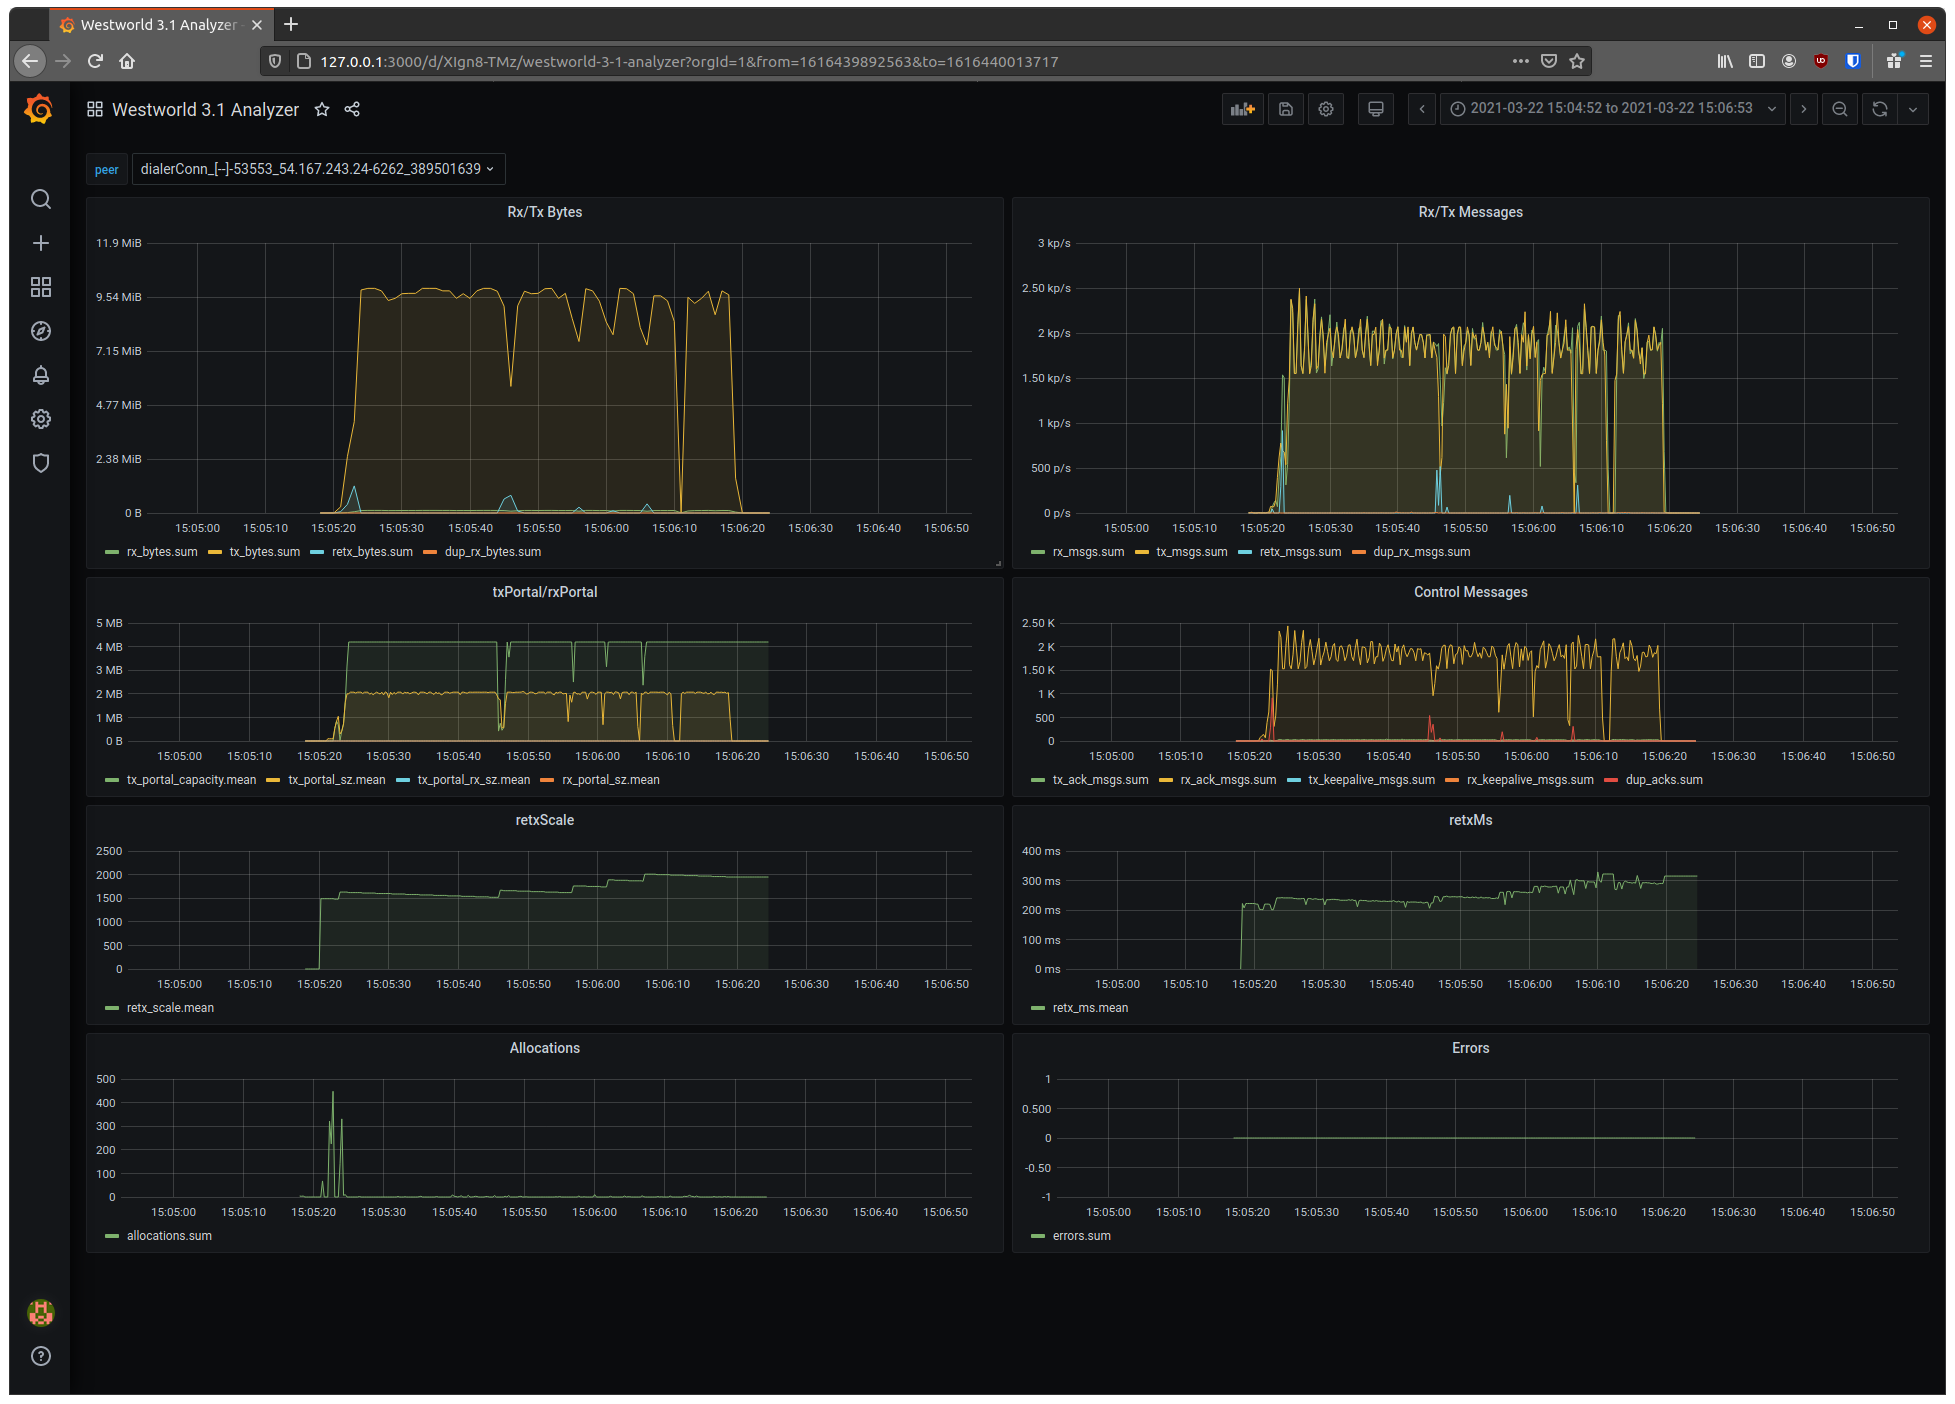 Westworld 3.1 Analyzer
127.0.0.1:3000/d/XIgn8-TMz/westworld-3-1-analyzer?orgId=1&from=1616439892563&to=1616440013717
Westworld 3.1 Analyzer
2021-03-22 15:04:52 to 2021-03-22 15:06:53
peer dialerConn_[--]-53553_54.167.243.24-6262_389501639
Rx/Tx Bytes
11.9 MiB
9.54 MiB
7.15 MiB
4.77 MiB
2.38 MiB
0 B
15:05:00 15:05:10 15:05:20 15:05:30 15:05:40 15:05:50 15:06:00 15:06:10 15:06:20 15:06:30 15:06:40 15:06:50
rx_bytes.sum tx_bytes.sum retx_bytes.sum dup_rx_bytes.sum
Rx/Tx Messages
3 kp/s
2.50 kp/s
2 kp/s
1.50 kp/s
1 kp/s
500 p/s
0 p/s
15:05:00 15:05:10 15:05:20 15:05:30 15:05:40 15:05:50 15:06:00 15:06:10 15:06:20 15:06:30 15:06:40 15:06:50
rx_msgs.sum tx_msgs.sum retx_msgs.sum dup_rx_msgs.sum
txPortal/rxPortal
5 MB
4 MB
3 MB
2 MB
1 MB
0 B
15:05:00 15:05:10 15:05:20 15:05:30 15:05:40 15:05:50 15:06:00 15:06:10 15:06:20 15:06:30 15:06:40 15:06:50
tx_portal_capacity.mean tx_portal_sz.mean tx_portal_rx_sz.mean rx_portal_sz.mean
Control Messages
2.50 K
2 K
1.50 K
1 K
500
0
15:05:00 15:05:10 15:05:20 15:05:30 15:05:40 15:05:50 15:06:00 15:06:10 15:06:20 15:06:30 15:06:40 15:06:50
tx_ack_msgs.sum rx_ack_msgs.sum tx_keepalive_msgs.sum rx_keepalive_msgs.sum dup_acks.sum
retxScale
2500
2000
1500
1000
500
0
15:05:00 15:05:10 15:05:20 15:05:30 15:05:40 15:05:50 15:06:00 15:06:10 15:06:20 15:06:30 15:06:40 15:06:50
retx_scale.mean
retxMs
400 ms
300 ms
200 ms
100 ms
0 ms
15:05:00 15:05:10 15:05:20 15:05:30 15:05:40 15:05:50 15:06:00 15:06:10 15:06:20 15:06:30 15:06:40 15:06:50
retx_ms.mean
Allocations
500
400
300
200
100
0
15:05:00 15:05:10 15:05:20 15:05:30 15:05:40 15:05:50 15:06:00 15:06:10 15:06:20 15:06:30 15:06:40 15:06:50
allocations.sum
Errors
1
0.500
0
-0.50
-1
15:05:00 15:05:10 15:05:20 15:05:30 15:05:40 15:05:50 15:06:00 15:06:10 15:06:20 15:06:30 15:06:40 15:06:50
errors.sum